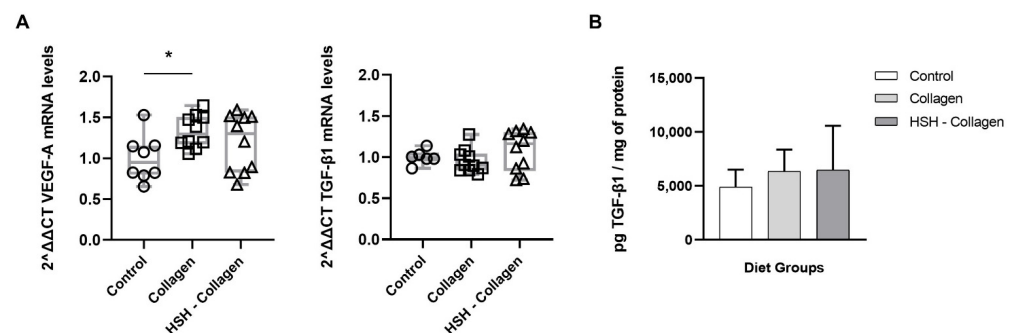 A
2^ΔΔCT VEGF-A mRNA levels
2.0
1.5
1.0
0.5
0.0
*
Control
Collagen
HSH - Collagen
2^ΔΔCT TGF-β1 mRNA levels
2.0
1.5
1.0
0.5
0.0
Control
Collagen
HSH - Collagen
B
pg TGF-β1 / mg of protein
15,000
10,000
5,000
0
Diet Groups
Control
Collagen
HSH - Collagen